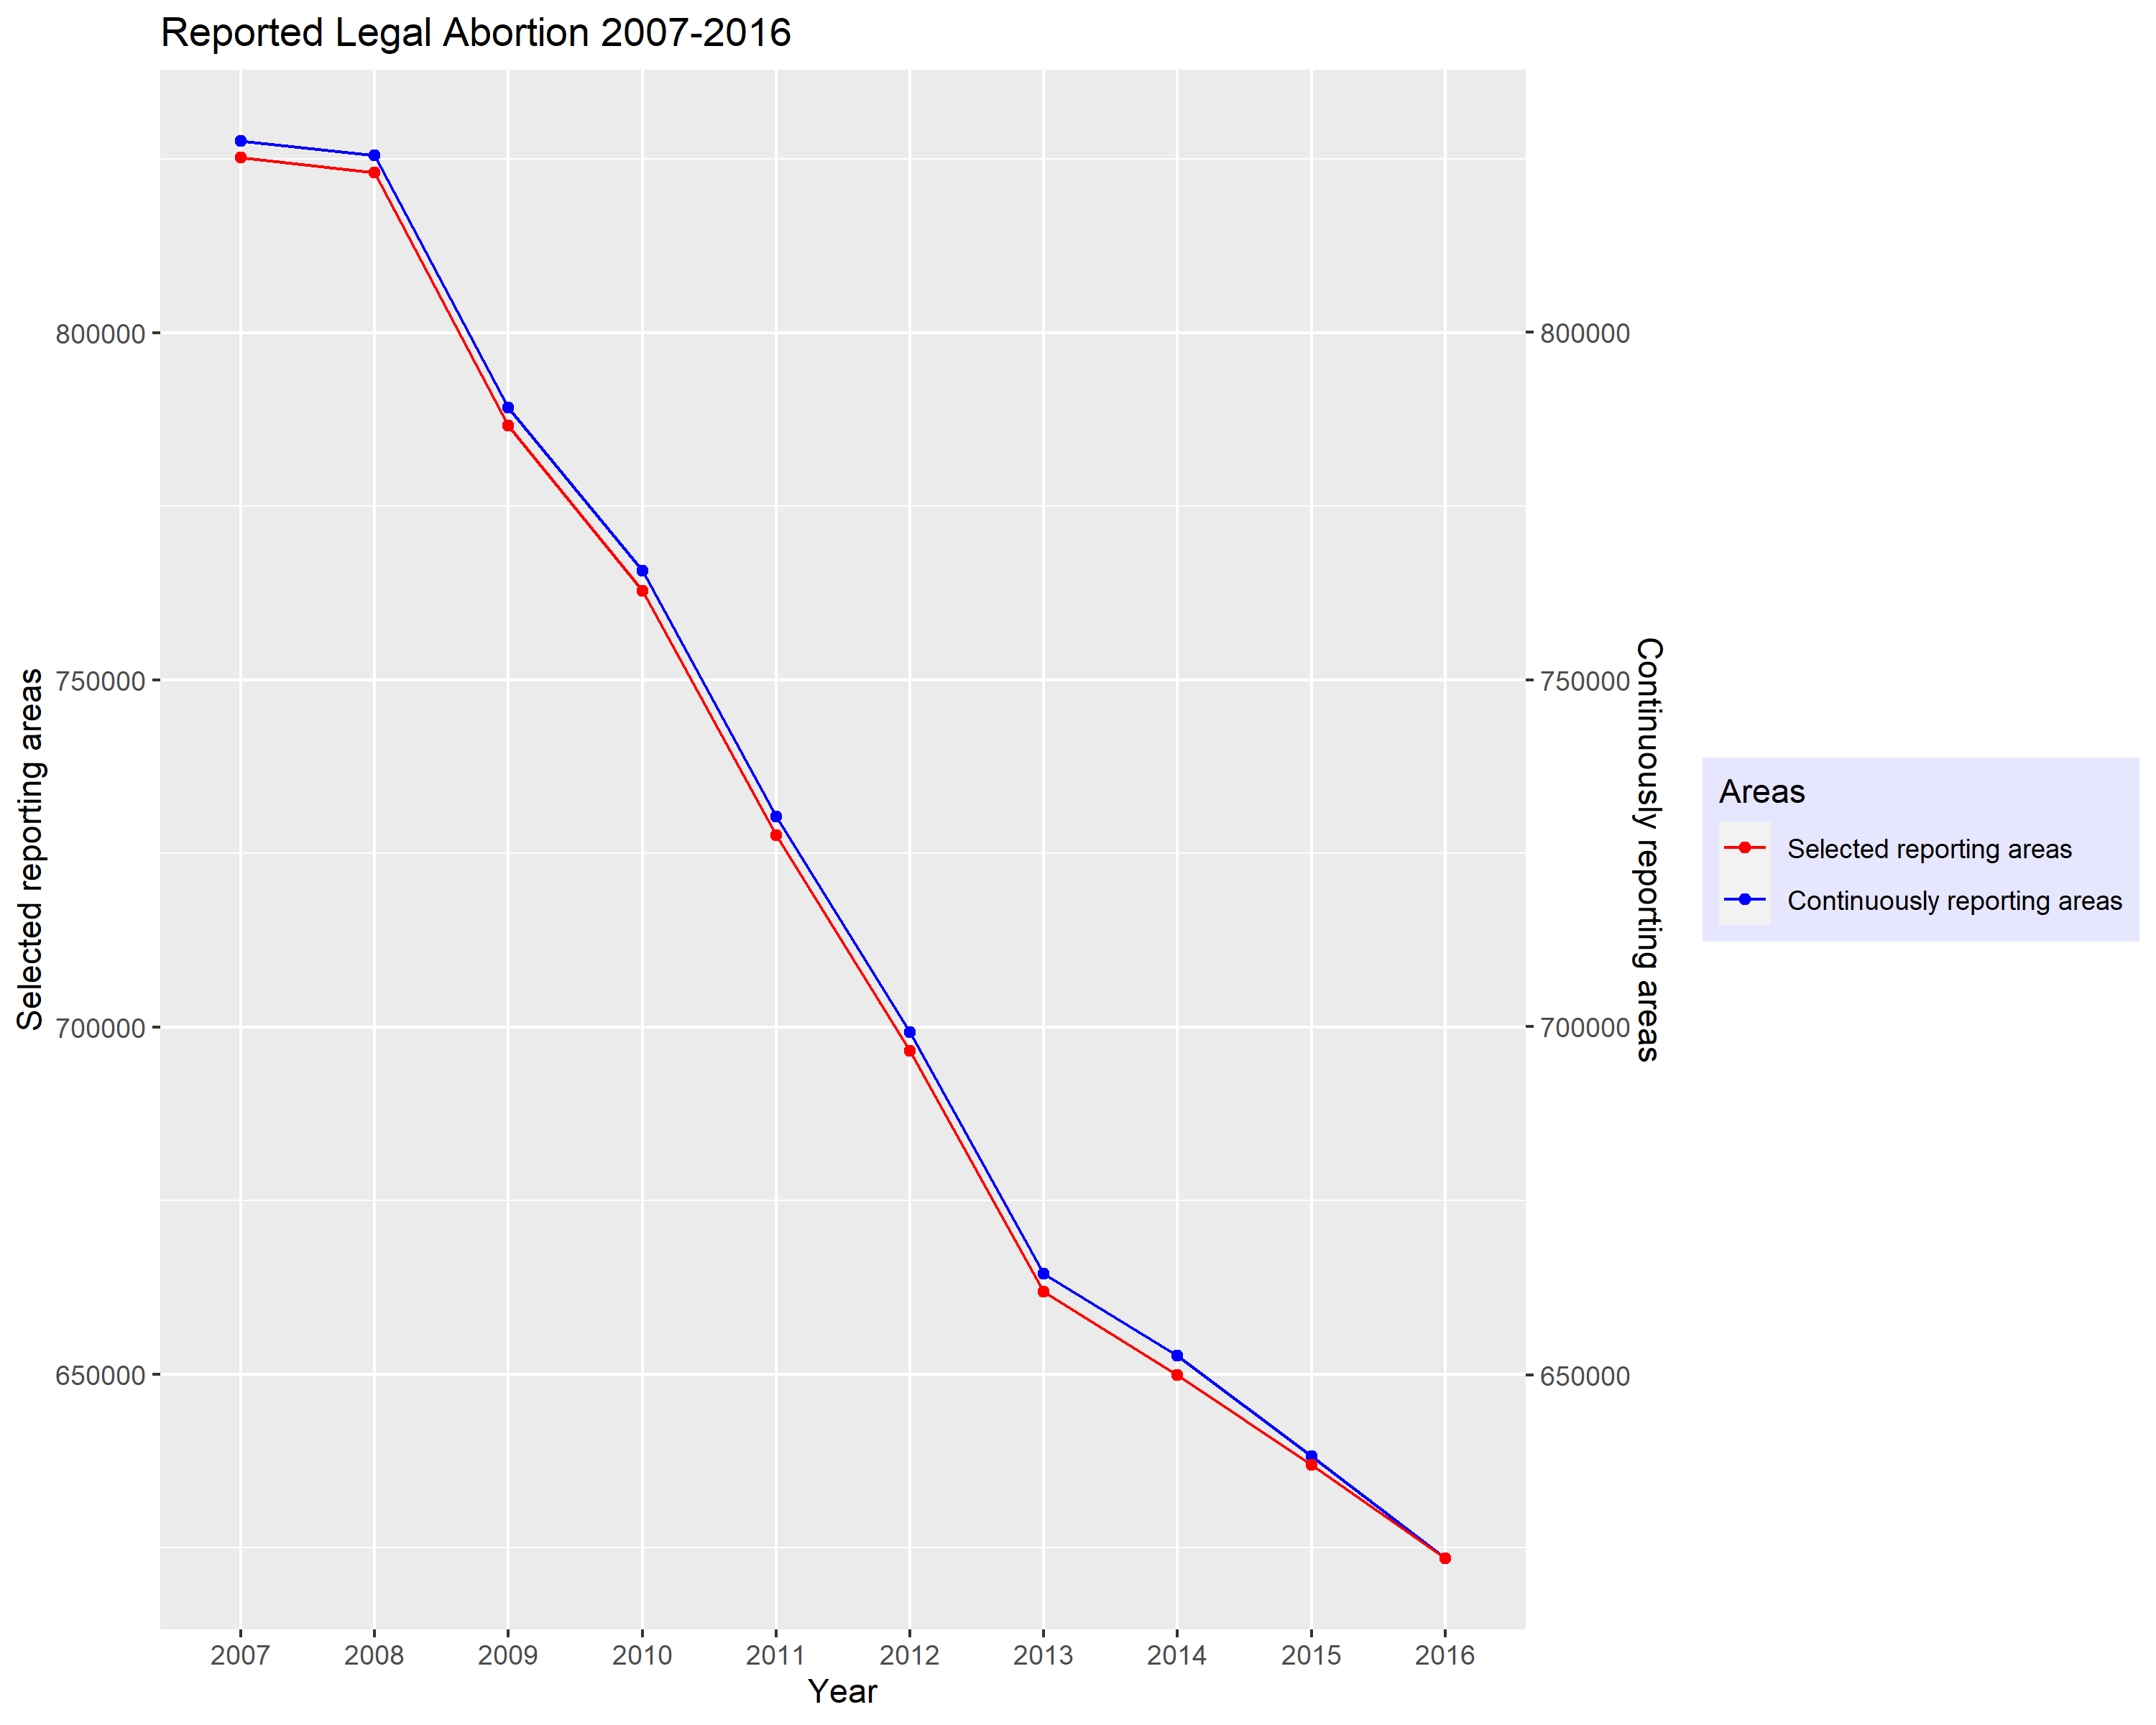 Reported Legal Abortion 2007-2016
Selected reporting areas
800000
750000
700000
650000
800000
750000
700000
650000
Continuously reporting areas
2007 2008 2009 2010 2011 2012 2013 2014 2015 2016
Year
Areas
Selected reporting areas
Continuously reporting areas